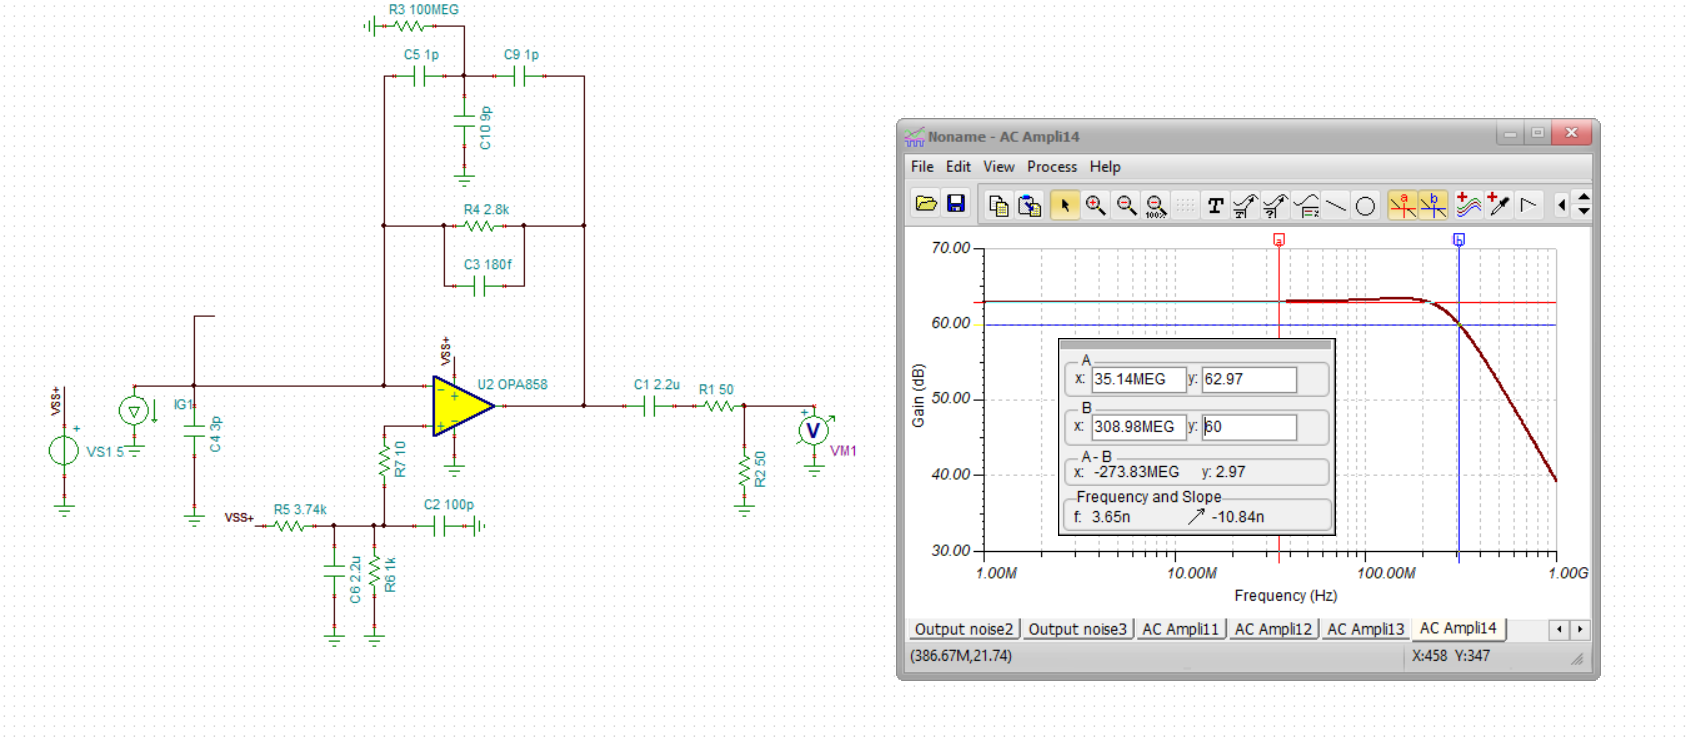 R3 100MEG
C5 1p
C9 1p
C10 9p
R4 2.8k
C3 180f
VSS+
U2 OPA858
C1 2.2u
R1 50
VSS+
VS1 5
IG1
C4 3p
R7 10
V
VM1
R2 50
VSS+
R5 3.74k
C2 100p
C6 2.2u
R6 1k
Noname - AC Ampli14
File Edit View Process Help
100%
T
a
b
a
b
70.00
60.00
50.00
40.00
30.00
Gain (dB)
A
x: 35.14MEG y: 62.97
B
x: 308.98MEG y: 60
A - B
x: -273.83MEG y: 2.97
Frequency and Slope
f: 3.65n -10.84n
1.00M 10.00M 100.00M 1.00G
Frequency (Hz)
Output noise2 Output noise3 AC Ampli11 AC Ampli12 AC Ampli13 AC Ampli14
(386.67M,21.74) X:458 Y:347